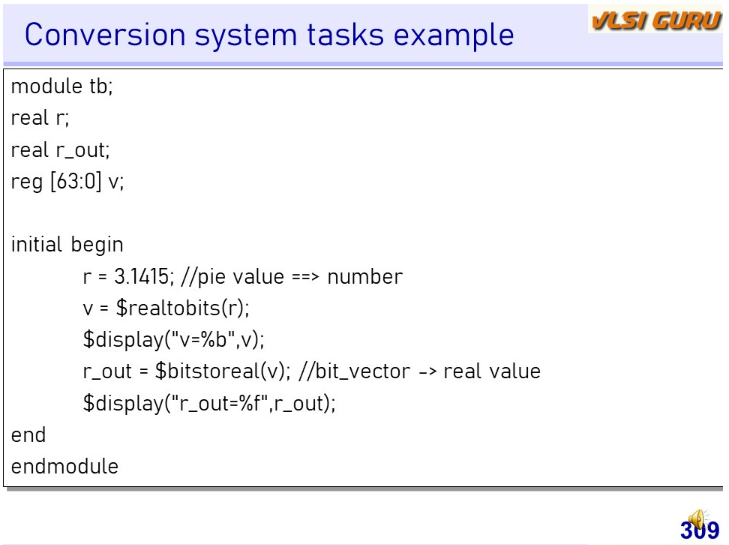 Conversion system tasks example
VLSI GURU
module tb;
real r;
real r_out;
reg [63:0] v;
initial begin
r = 3.1415; //pie value ==> number
v = $realtobits(r);
$display("v=%b",v);
r_out = $bitstoreal(v); //bit_vector -> real value
$display("r_out=%f",r_out);
end
endmodule
309